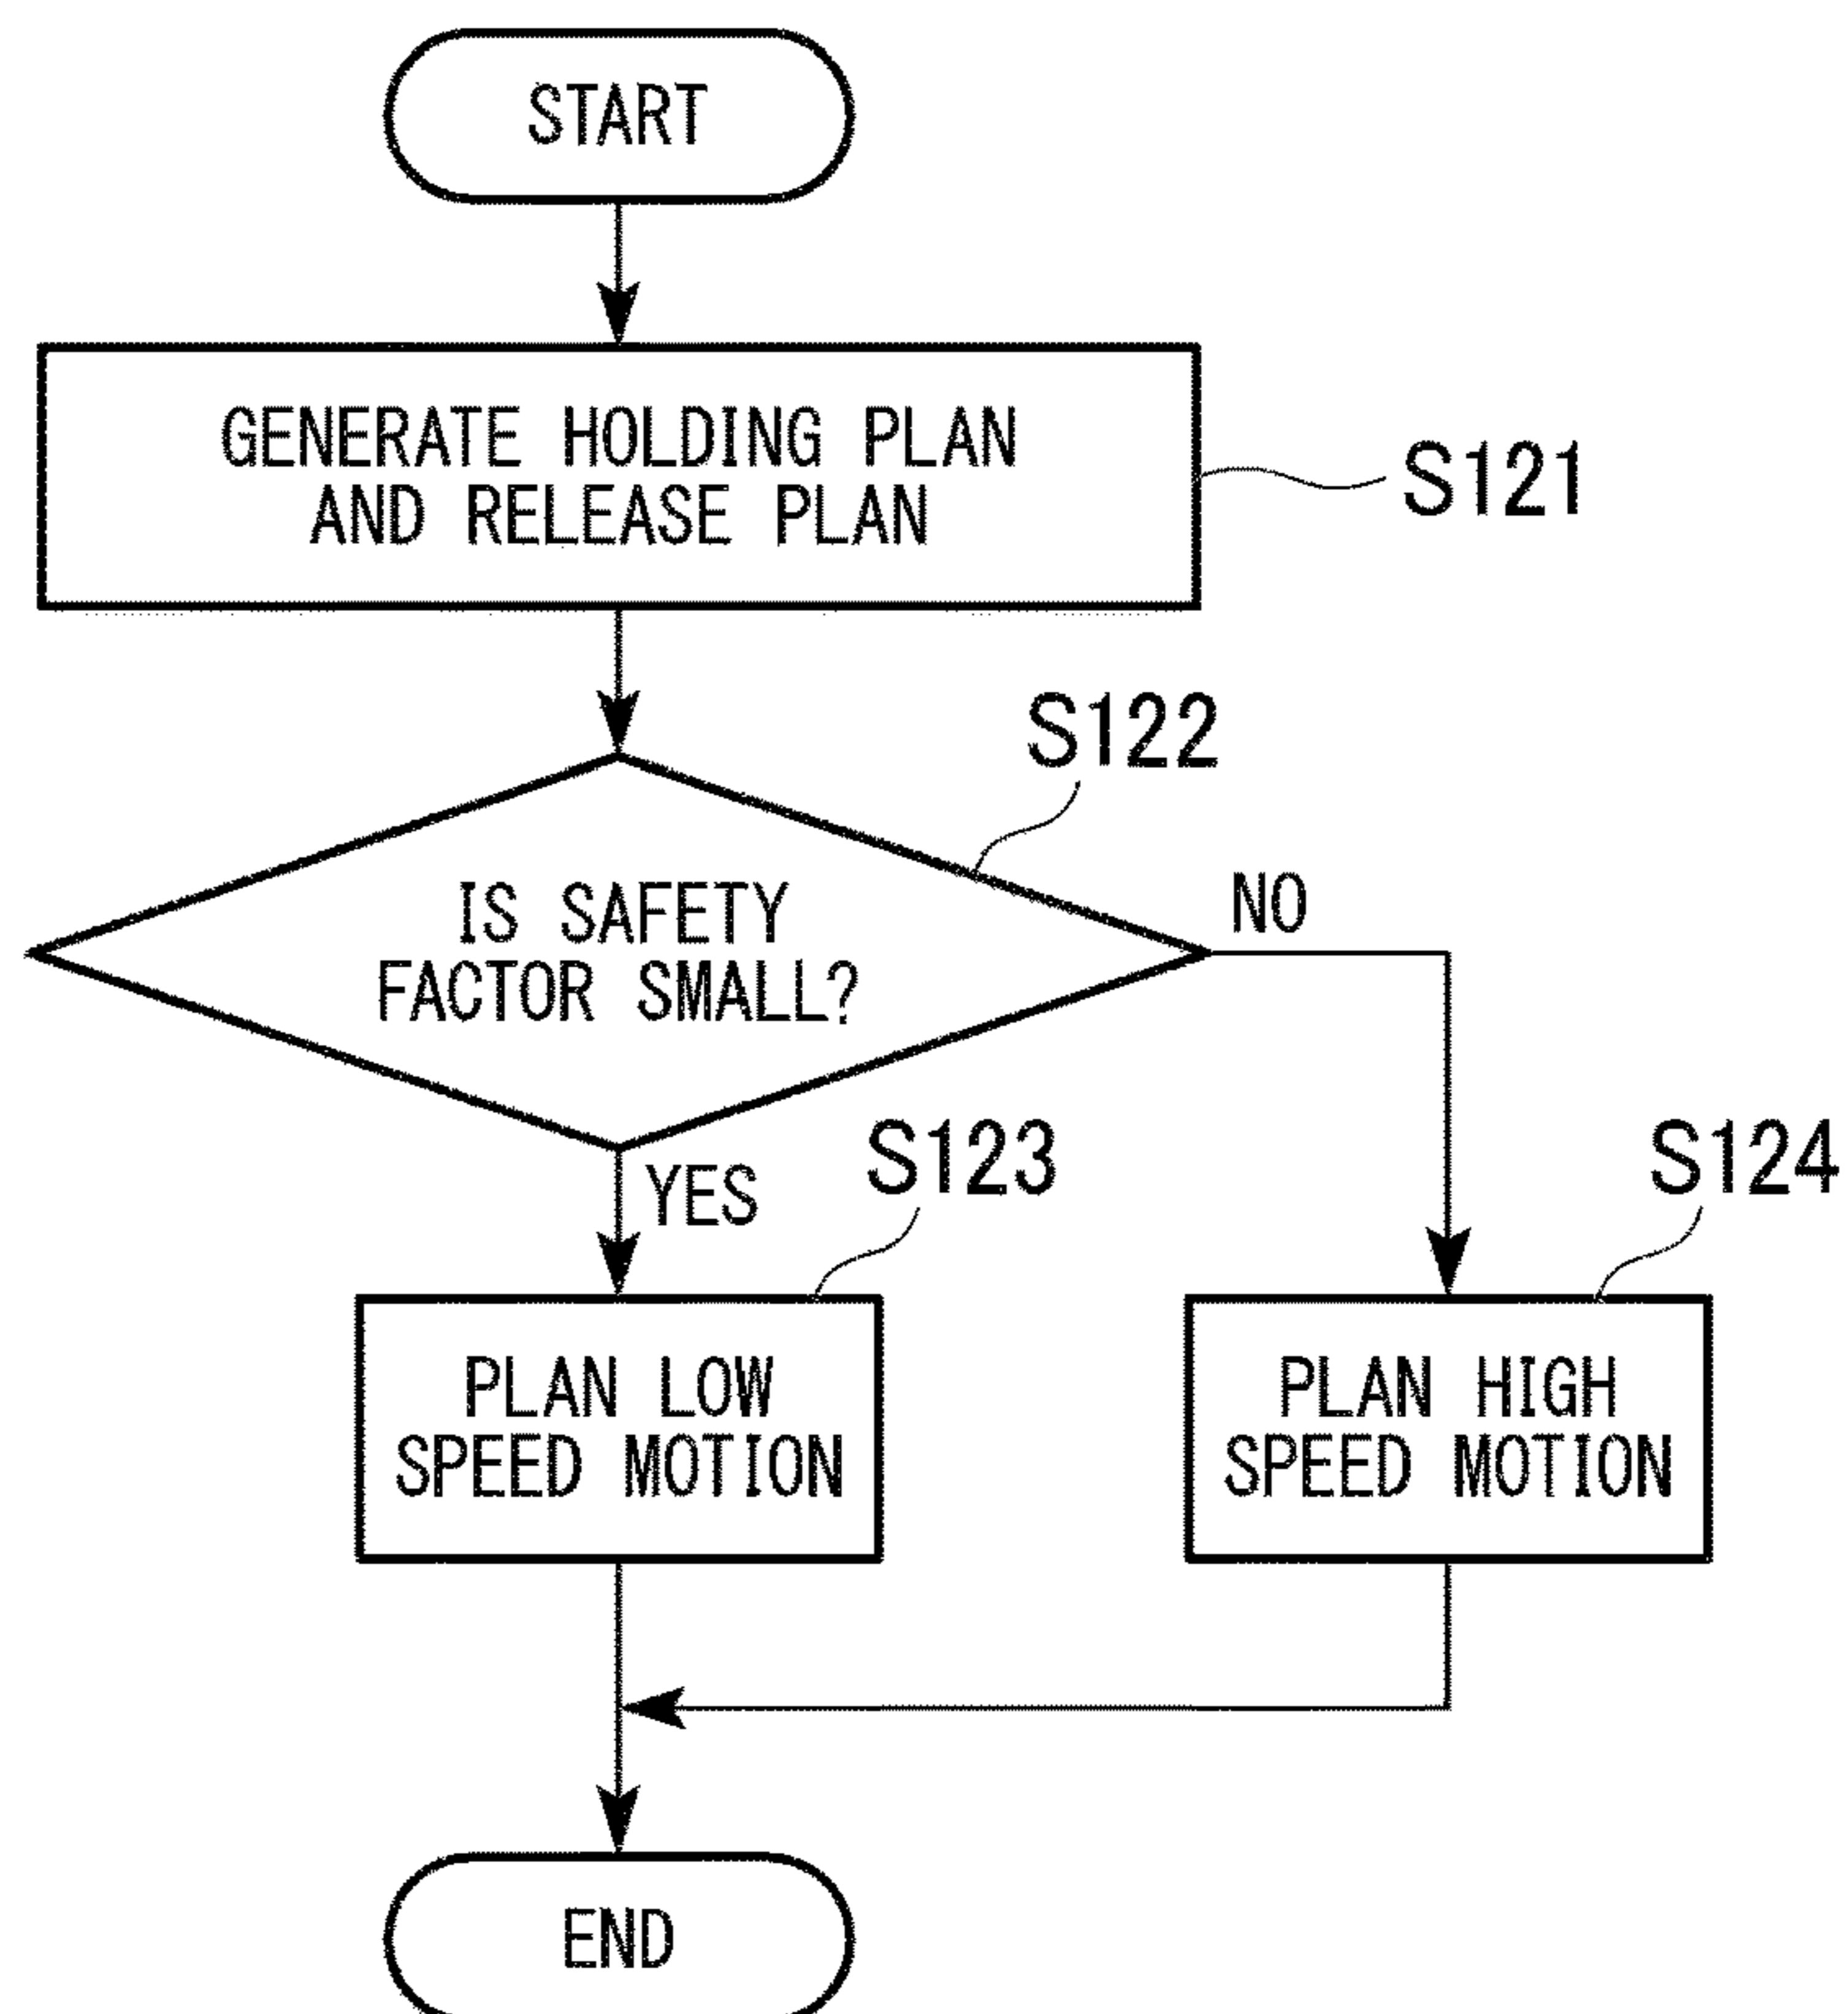 START
GENERATE HOLDING PLAN
AND RELEASE PLAN
S121
S122
IS SAFETY
FACTOR SMALL?
NO
YES
S123
S124
PLAN LOW
SPEED MOTION
PLAN HIGH
SPEED MOTION
END